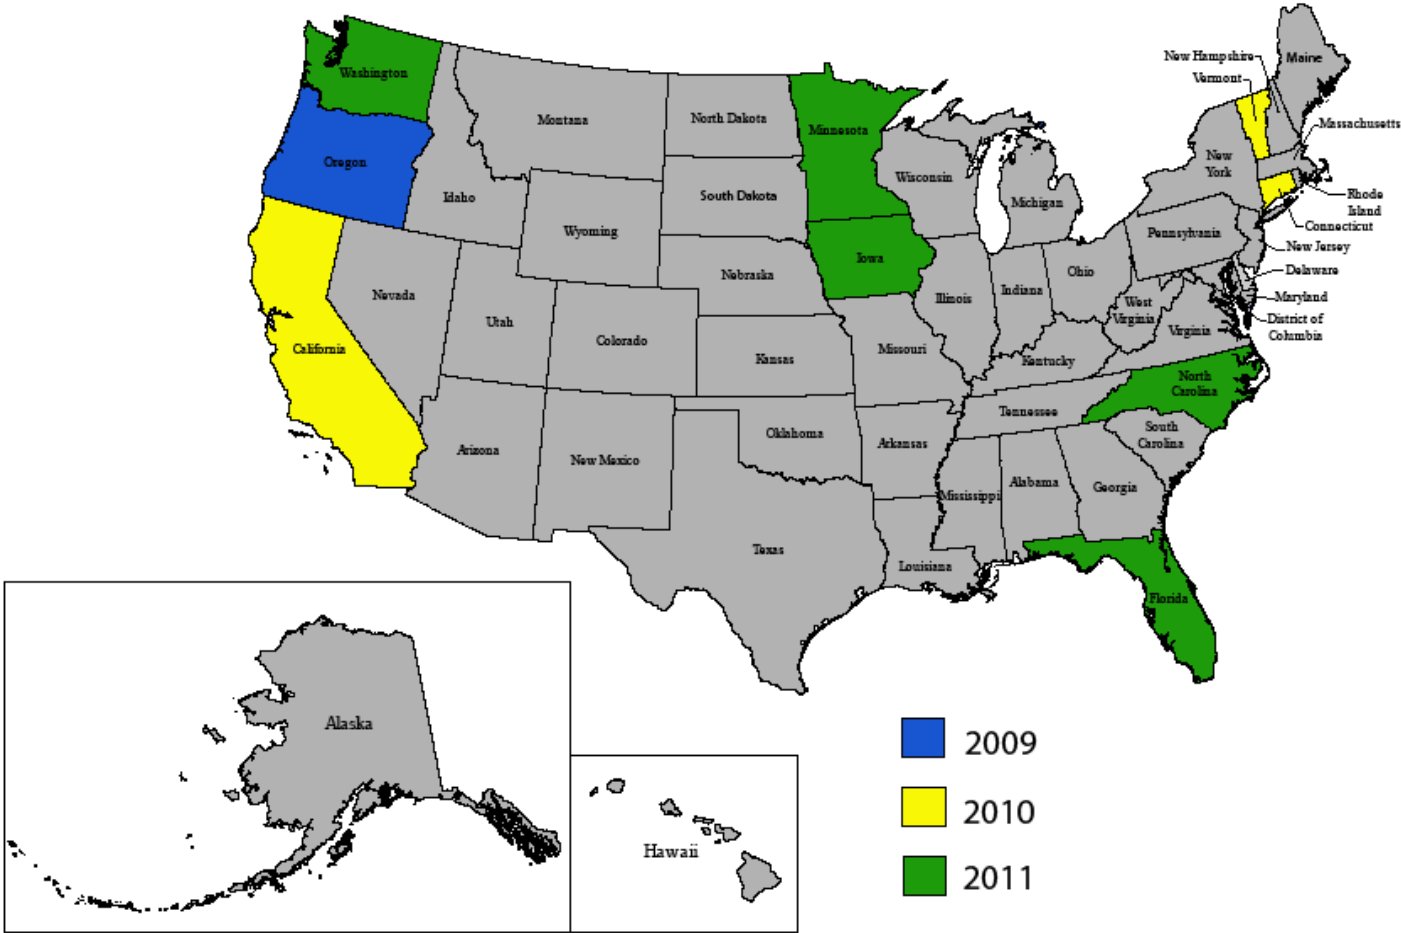 Washington
Oregon
California
Idaho
Nevada
Montana
Wyoming
Utah
Arizona
Colorado
New Mexico
North Dakota
South Dakota
Nebraska
Kansas
Oklahoma
Texas
Minnesota
Iowa
Missouri
Arkansas
Louisiana
Wisconsin
Illinois
Michigan
Indiana
Ohio
Kentucky
Tennessee
Mississippi
Alabama
Georgia
Florida
South
Carolina
North
Carolina
Virginia
West
Virginia
Pennsylvania
New
York
Maine
New Hampshire
Vermont
Massachusetts
Rhode
Island
Connecticut
New Jersey
Delaware
Maryland
District of
Columbia
Alaska
Hawaii
2009
2010
2011